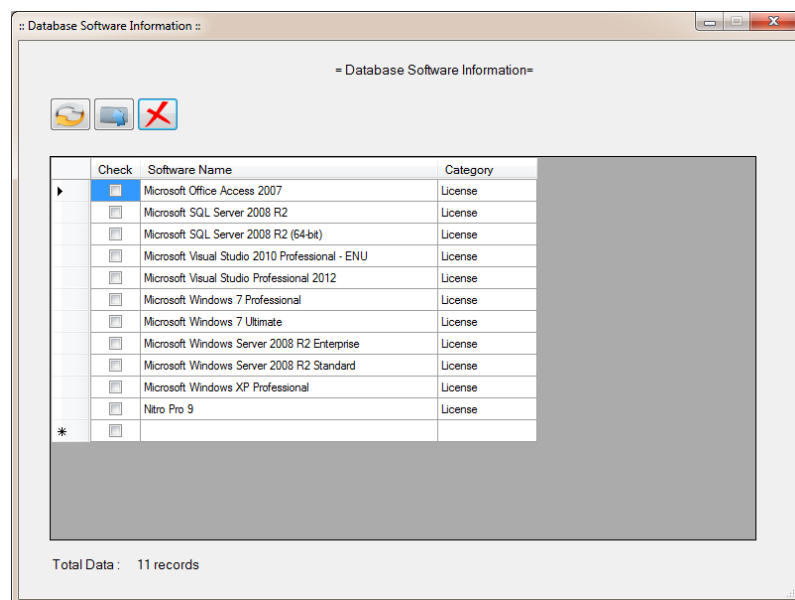 :: Database Software Information ::
= Database Software Information=
Check Software Name Category
Microsoft Office Access 2007 License
Microsoft SQL Server 2008 R2 License
Microsoft SQL Server 2008 R2 (64-bit) License
Microsoft Visual Studio 2010 Professional - ENU License
Microsoft Visual Studio Professional 2012 License
Microsoft Windows 7 Professional License
Microsoft Windows 7 Ultimate License
Microsoft Windows Server 2008 R2 Enterprise License
Microsoft Windows Server 2008 R2 Standard License
Microsoft Windows XP Professional License
Nitro Pro 9 License
Total Data : 11 records